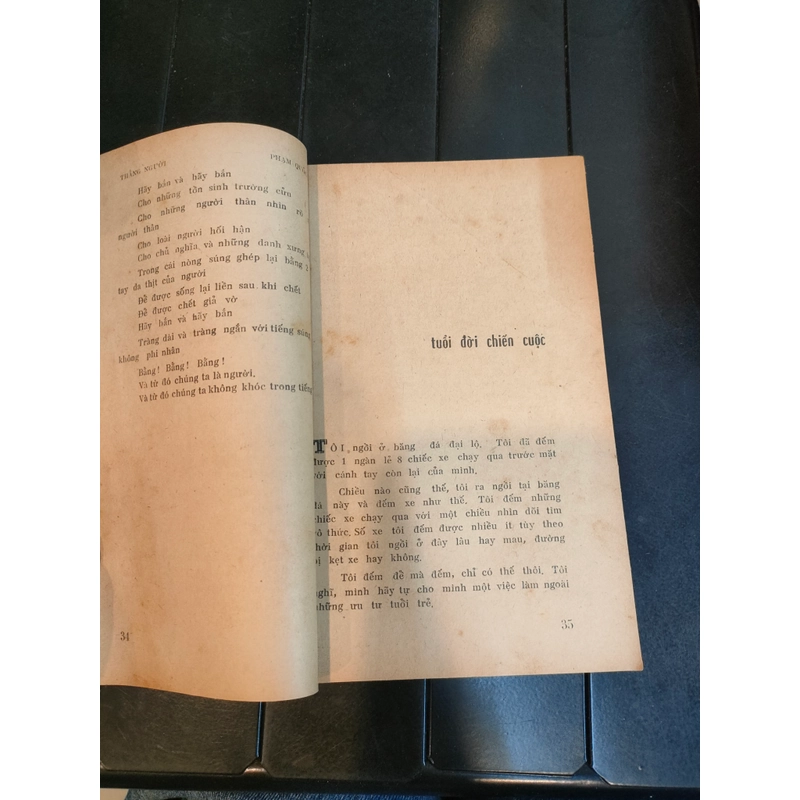 THẰNG NGƯỜI
PHẠM
Hãy bắn và hãy bắn
Cho những tồn sinh trường cửu
Cho những người thân nhìn rõ
người thân
Cho loài người hối hận
Cho chủ nghĩa và những danh xưng
Trong cái nòng súng ghép lại bằng
tay da thịt của người
Để được sống lại liền sau khi chết
Để được chết giả vờ
Hãy bắn và hãy bắn
Tràng dài và tràng ngắn với tiếng súng
không phi nhân
Bằng! Bằng! Bằng!
Và từ đó chúng ta là người.
Và từ đó chúng ta không khóc trong tiếng
34
tuổi đời chiến cuộc
TÔI ngồi ở băng đá đại lộ. Tôi đã đếm
được 1 ngàn lẻ 8 chiếc xe chạy qua trước mặt
với cánh tay còn lại của mình.
Chiều nào cũng thế, tôi ra ngồi tại băng
đá này và đếm xe như thế. Tôi đếm những
chiếc xe chạy qua với một chiều nhìn dõi tìm
vô thức. Số xe tôi đếm được nhiều ít tùy theo
thời gian tôi ngồi ở đây lâu hay mau, đường
bị kẹt xe hay không.
Tôi đếm để mà đếm, chỉ có thế thôi. Tôi
nghĩ, mình hãy tự cho mình một việc làm ngoài
những ưu tư tuổi trẻ.
35